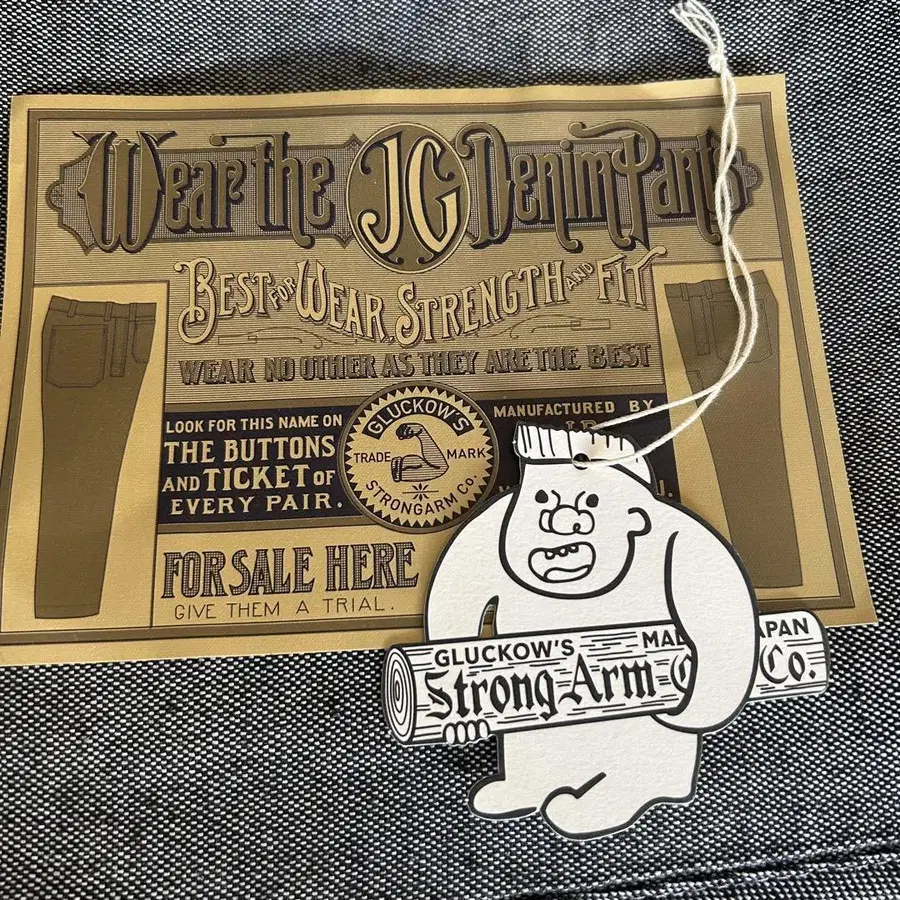 Wear the JG Denim Pants
BEST FOR WEAR, STRENGTH AND FIT
WEAR NO OTHER AS THEY ARE THE BEST
LOOK FOR THIS NAME ON
THE BUTTONS
AND TICKET OF
EVERY PAIR.
GLUCKOW'S
TRADE MARK
STRONGARM Co.
MANUFACTURED BY
FOR SALE HERE
GIVE THEM A TRIAL.
GLUCKOW'S
Strong Arm Co.